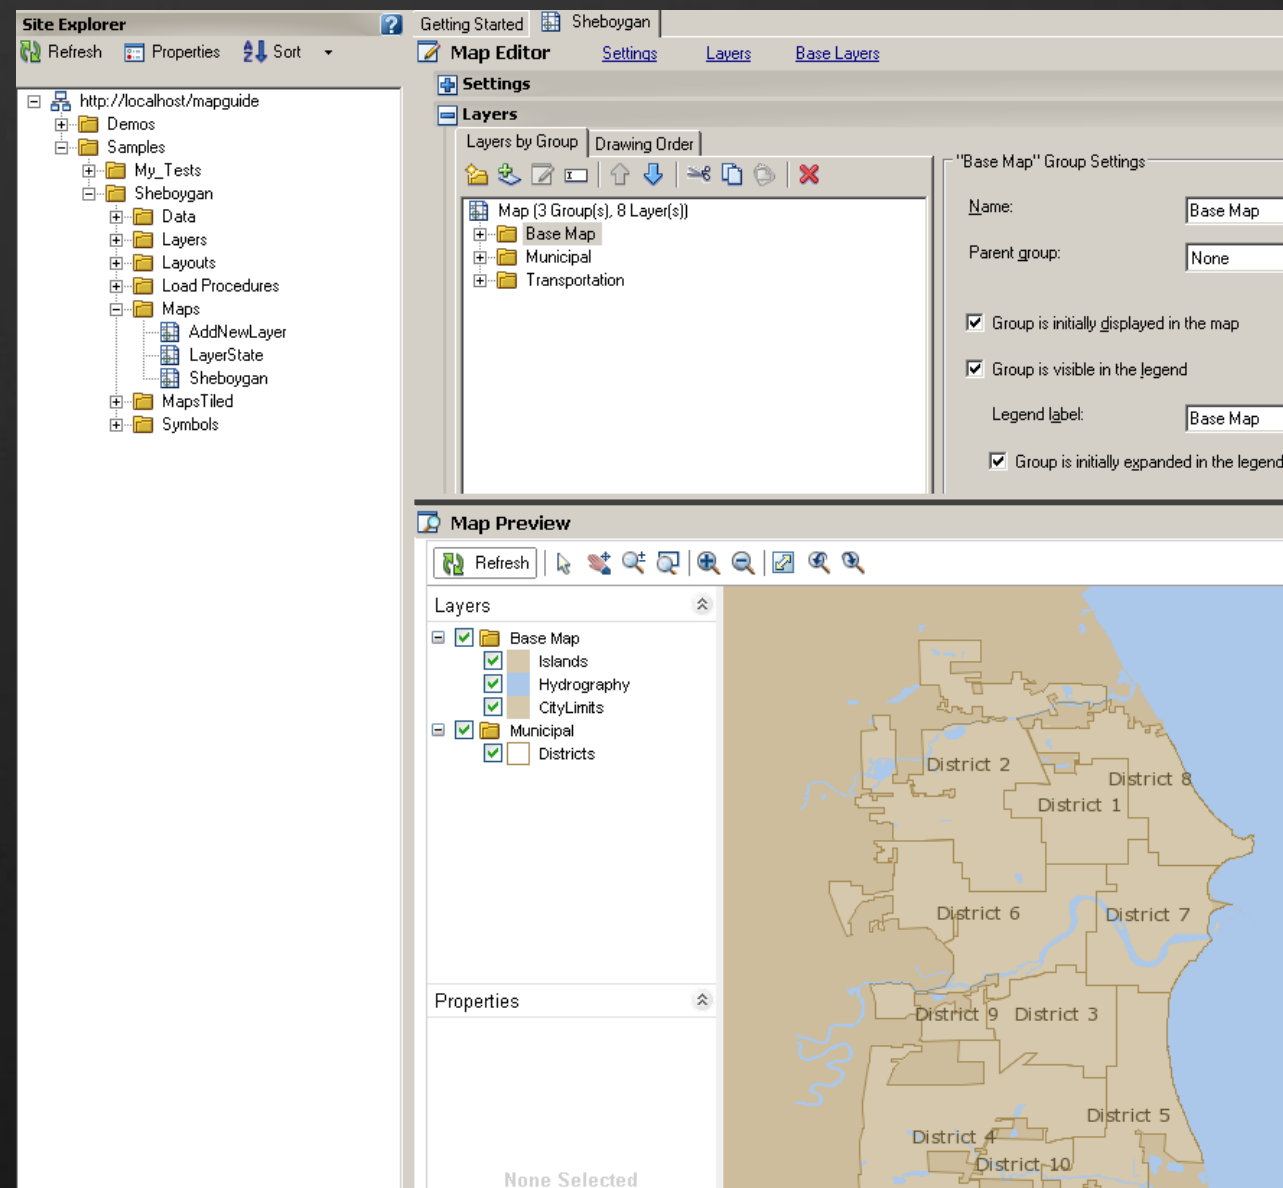 Site Explorer
Refresh Properties Sort
http://localhost/mapguide
Demos
Samples
My_Tests
Sheboygan
Data
Layers
Layouts
Load Procedures
Maps
AddNewLayer
LayerState
Sheboygan
MapsTiled
Symbols
Getting Started Sheboygan
Map Editor Settings Layers Base Layers
Settings
Layers
Layers by Group Drawing Order
Map (3 Group(s), 8 Layer(s))
Base Map
Municipal
Transportation
"Base Map" Group Settings
Name: Base Map
Parent group: None
Group is initially displayed in the map
Group is visible in the legend
Legend label: Base Map
Group is initially expanded in the legend
Map Preview
Refresh
Layers
Base Map
Islands
Hydrography
CityLimits
Municipal
Districts
Properties
None Selected
District 2
District 8
District 1
District 6
District 7
District 9
District 3
District 5
District 4
District 10